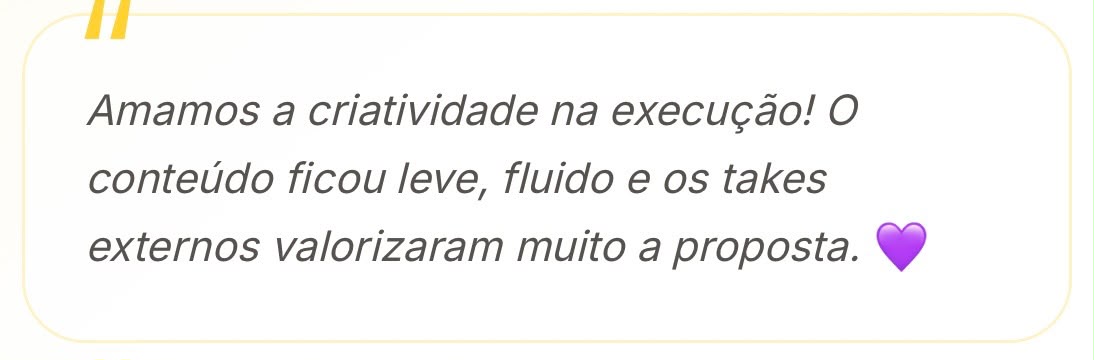 "
Amamos a criatividade na execução! O
conteúdo ficou leve, fluido e os takes
externos valorizaram muito a proposta. 💜